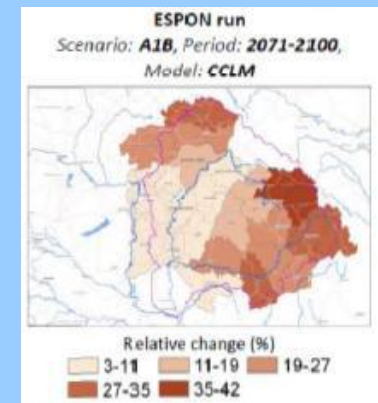 ESPON run
Scenario: A1B, Period: 2071-2100,
Model: CCLM
Relative change (%)
3-11 11-19 19-27
27-35 35-42